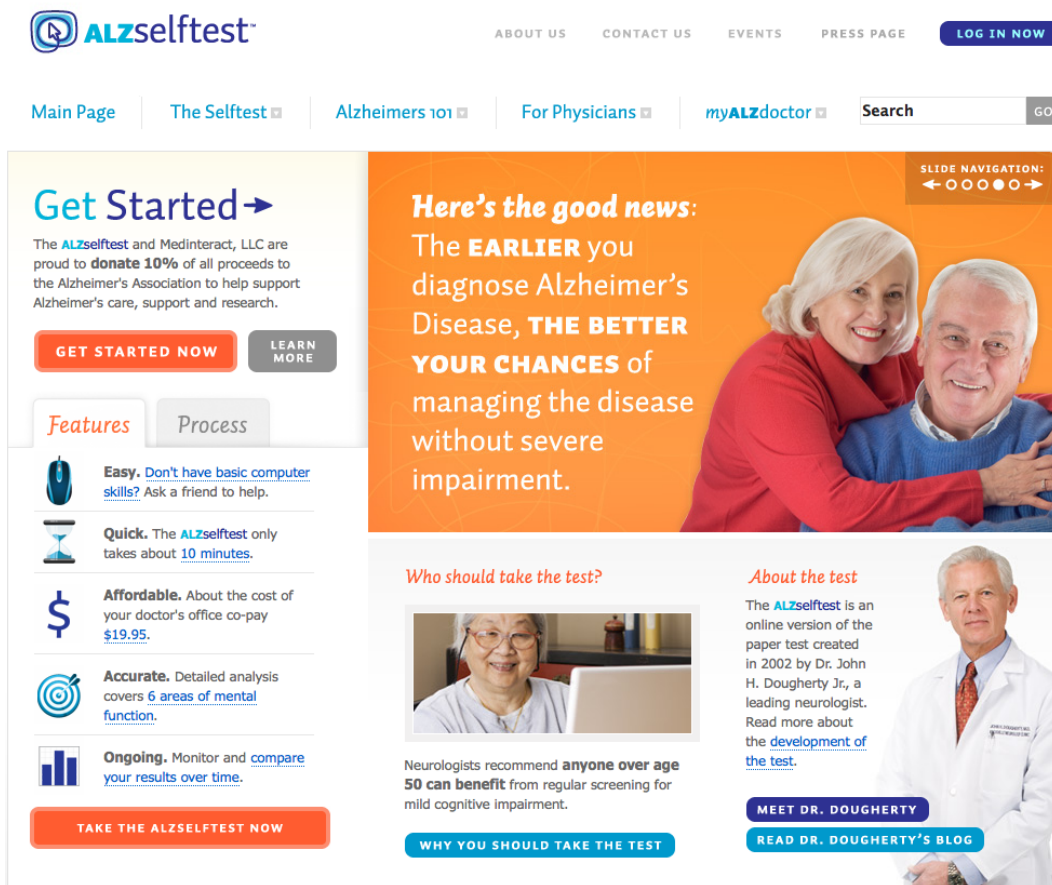 ALZselftest™
ABOUT US
CONTACT US
EVENTS
PRESS PAGE
LOG IN NOW
Main Page
The Selftest
Alzheimers 101
For Physicians
myALZdoctor
Search
GO
Get Started
The ALZselftest and Medinteract, LLC are
proud to donate 10% of all proceeds to
the Alzheimer's Association to help support
Alzheimer's care, support and research.
GET STARTED NOW
LEARN
MORE
Features
Process
Easy. Don't have basic computer
skills? Ask a friend to help.
Quick. The ALZselftest only
takes about 10 minutes.
Affordable. About the cost of
your doctor's office co-pay
$19.95.
Accurate. Detailed analysis
covers 6 areas of mental
function.
Ongoing. Monitor and compare
your results over time.
TAKE THE ALZSELFTEST NOW
SLIDE NAVIGATION:
Here's the good news:
The EARLIER you
diagnose Alzheimer's
Disease, THE BETTER
YOUR CHANCES of
managing the disease
without severe
impairment.
Who should take the test?
Neurologists recommend anyone over age
50 can benefit from regular screening for
mild cognitive impairment.
WHY YOU SHOULD TAKE THE TEST
About the test
The ALZselftest is an
online version of the
paper test created
in 2002 by Dr. John
H. Dougherty Jr., a
leading neurologist.
Read more about
the development of
the test.
MEET DR. DOUGHERTY
READ DR. DOUGHERTY'S BLOG